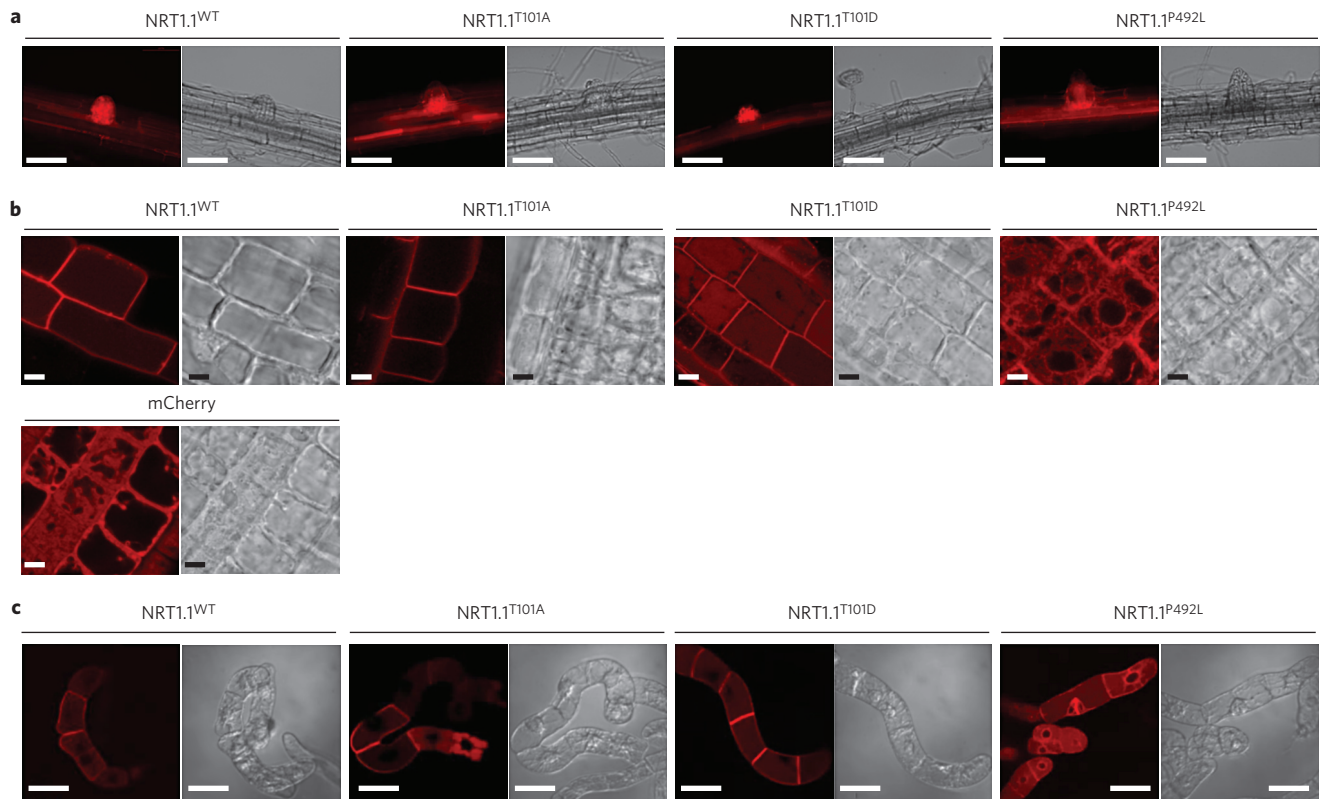 a
NRT1.1WT NRT1.1T101A NRT1.1T101D NRT1.1P492L
b
NRT1.1WT NRT1.1T101A NRT1.1T101D NRT1.1P492L
mCherry
c
NRT1.1WT NRT1.1T101A NRT1.1T101D NRT1.1P492L